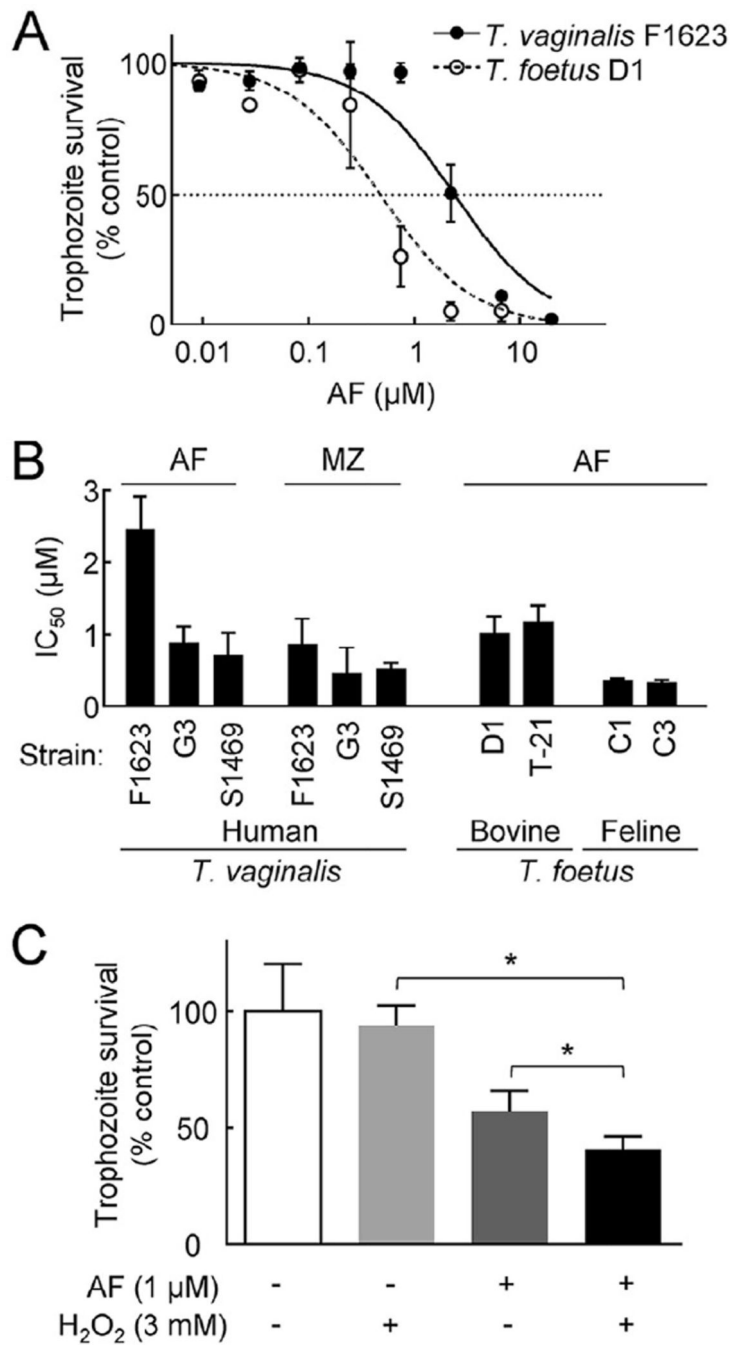 A
T. vaginalis F1623
T. foetus D1
Trophozoite survival
(% control)
100
50
0
0.01 0.1 1 10
AF (µM)
B
AF MZ AF
IC50 (µM)
3
2
1
0
Strain: F1623 G3 S1469 F1623 G3 S1469 D1 T-21 C1 C3
Human Bovine Feline
T. vaginalis T. foetus
C
Trophozoite survival
(% control)
100
50
0
*
*
AF (1 µM) - - + +
H2O2 (3 mM) - + - +